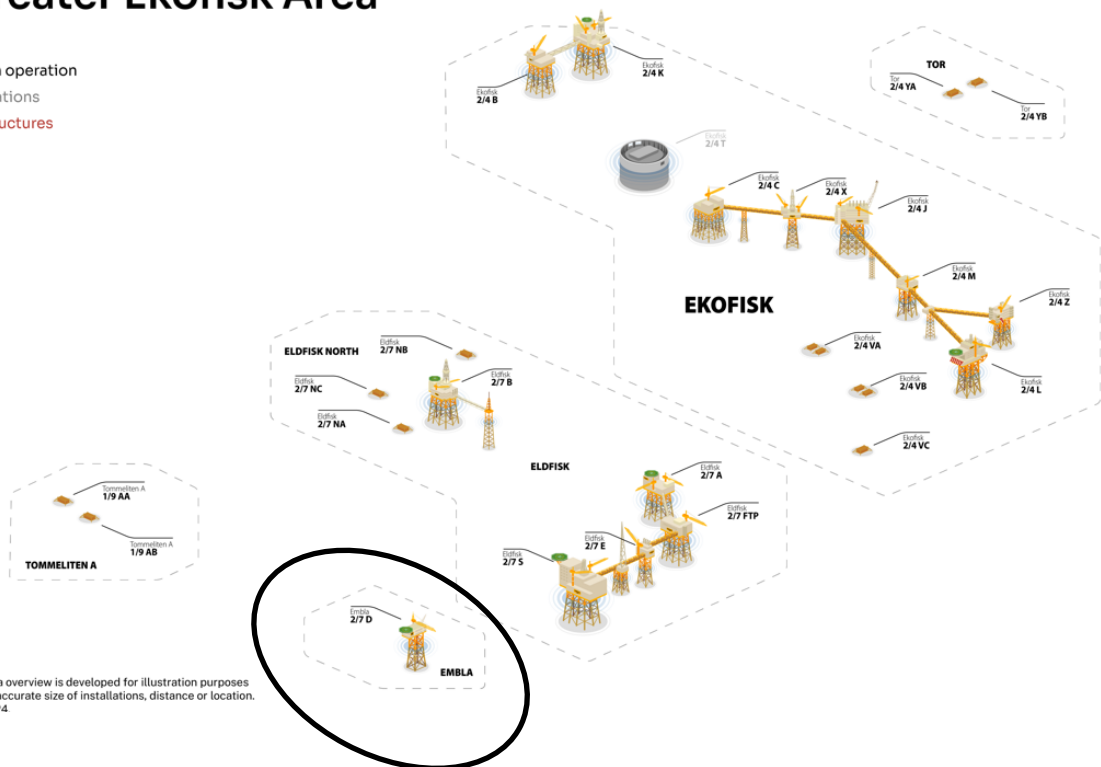 eater Ekofisk Area
operation
ations
uctures
Ekofisk
2/4 B
Ekofisk
2/4 K
TOR
Tor
2/4 YA
Tor
2/4 YB
Ekofisk
2/4 T
Ekofisk
2/4 C
Ekofisk
2/4 X
Ekofisk
2/4 J
Ekofisk
2/4 M
Ekofisk
2/4 Z
EKOFISK
Ekofisk
2/4 VA
Ekofisk
2/4 VB
Ekofisk
2/4 L
Ekofisk
2/4 VC
ELDFISK NORTH
Eldfisk
2/7 NB
Eldfisk
2/7 B
Eldfisk
2/7 NC
Eldfisk
2/7 NA
ELDFISK
Eldfisk
2/7 A
Eldfisk
2/7 FTP
Eldfisk
2/7 E
Eldfisk
2/7 S
Tommeliten A
1/9 AA
Tommeliten A
1/9 AB
TOMMELITEN A
Embla
2/7 D
EMBLA
a overview is developed for illustration purposes
accurate size of installations, distance or location.